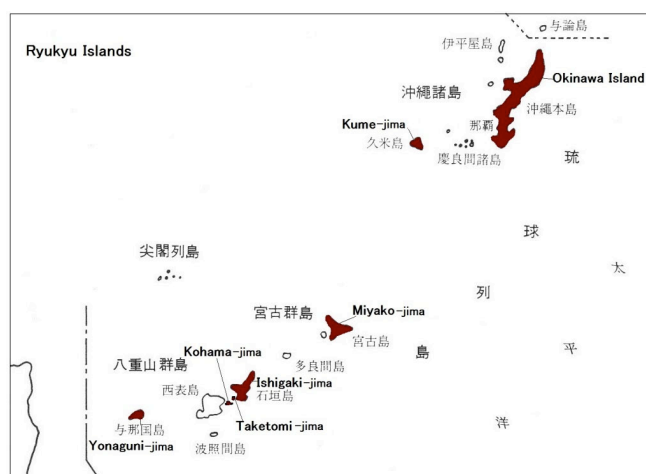 Ryukyu Islands
与論島
伊平屋島
Okinawa Island
沖縄諸島
沖縄本島
那覇
Kume-jima
久米島
慶良間諸島
琉球列島
太平洋
尖閣列島
宮古群島
Miyako-jima
宮古島
Kohama-jima
多良間島
八重山群島
Ishigaki-jima
西表島
石垣島
Taketomi-jima
与那国島
Yonaguni-jima
波照間島